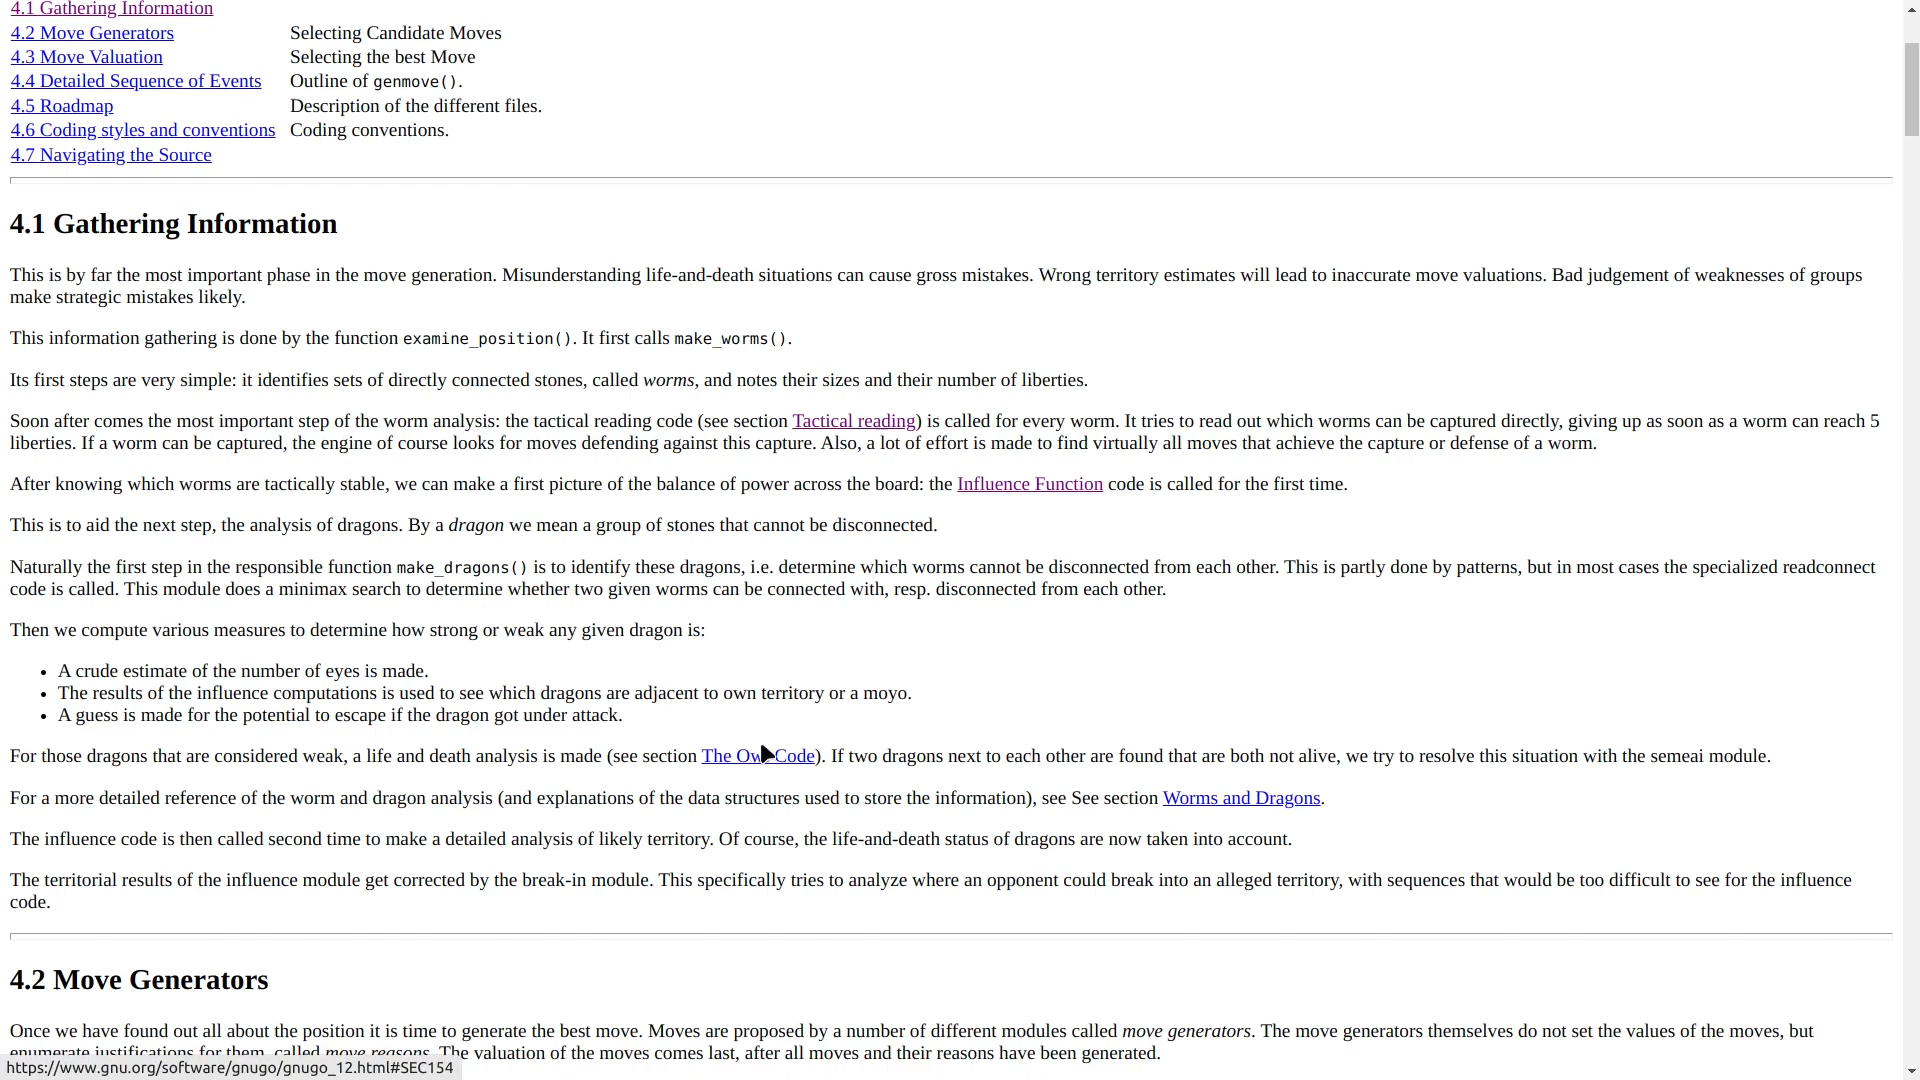 4.1 Gathering Information
4.2 Move Generators Selecting Candidate Moves
4.3 Move Valuation Selecting the best Move
4.4 Detailed Sequence of Events Outline of genmove().
4.5 Roadmap Description of the different files.
4.6 Coding styles and conventions Coding conventions.
4.7 Navigating the Source
4.1 Gathering Information
This is by far the most important phase in the move generation. Misunderstanding life-and-death situations can cause gross mistakes. Wrong territory estimates will lead to inaccurate move valuations. Bad judgement of weaknesses of groups
make strategic mistakes likely.
This information gathering is done by the function examine_position(). It first calls make_worms().
Its first steps are very simple: it identifies sets of directly connected stones, called worms, and notes their sizes and their number of liberties.
Soon after comes the most important step of the worm analysis: the tactical reading code (see section Tactical reading) is called for every worm. It tries to read out which worms can be captured directly, giving up as soon as a worm can reach 5
liberties. If a worm can be captured, the engine of course looks for moves defending against this capture. Also, a lot of effort is made to find virtually all moves that achieve the capture or defense of a worm.
After knowing which worms are tactically stable, we can make a first picture of the balance of power across the board: the Influence Function code is called for the first time.
This is to aid the next step, the analysis of dragons. By a dragon we mean a group of stones that cannot be disconnected.
Naturally the first step in the responsible function make_dragons() is to identify these dragons, i.e. determine which worms cannot be disconnected from each other. This is partly done by patterns, but in most cases the specialized readconnect
code is called. This module does a minimax search to determine whether two given worms can be connected with, resp. disconnected from each other.
Then we compute various measures to determine how strong or weak any given dragon is:
• A crude estimate of the number of eyes is made.
• The results of the influence computations is used to see which dragons are adjacent to own territory or a moyo.
• A guess is made for the potential to escape if the dragon got under attack.
For those dragons that are considered weak, a life and death analysis is made (see section The Owl Code). If two dragons next to each other are found that are both not alive, we try to resolve this situation with the semeai module.
For a more detailed reference of the worm and dragon analysis (and explanations of the data structures used to store the information), see See section Worms and Dragons.
The influence code is then called second time to make a detailed analysis of likely territory. Of course, the life-and-death status of dragons are now taken into account.
The territorial results of the influence module get corrected by the break-in module. This specifically tries to analyze where an opponent could break into an alleged territory, with sequences that would be too difficult to see for the influence
code.
4.2 Move Generators
Once we have found out all about the position it is time to generate the best move. Moves are proposed by a number of different modules called move generators. The move generators themselves do not set the values of the moves, but
enumerate justifications for them, called move reasons. The valuation of the moves comes last, after all moves and their reasons have been generated.
https://www.gnu.org/software/gnugo/gnugo_12.html#SEC154